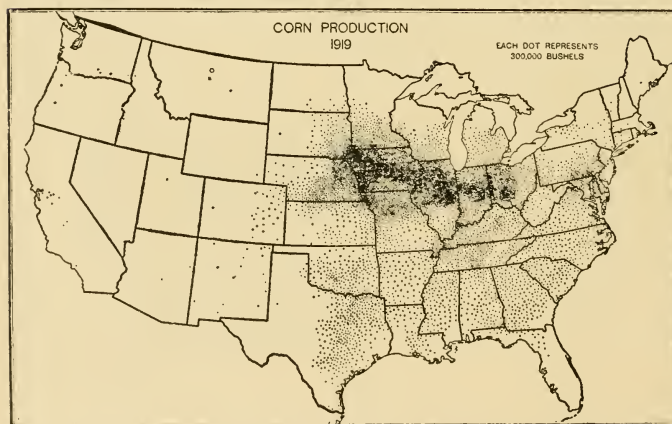 CORN PRODUCTION
1919
EACH DOT REPRESENTS
300,000 BUSHELS